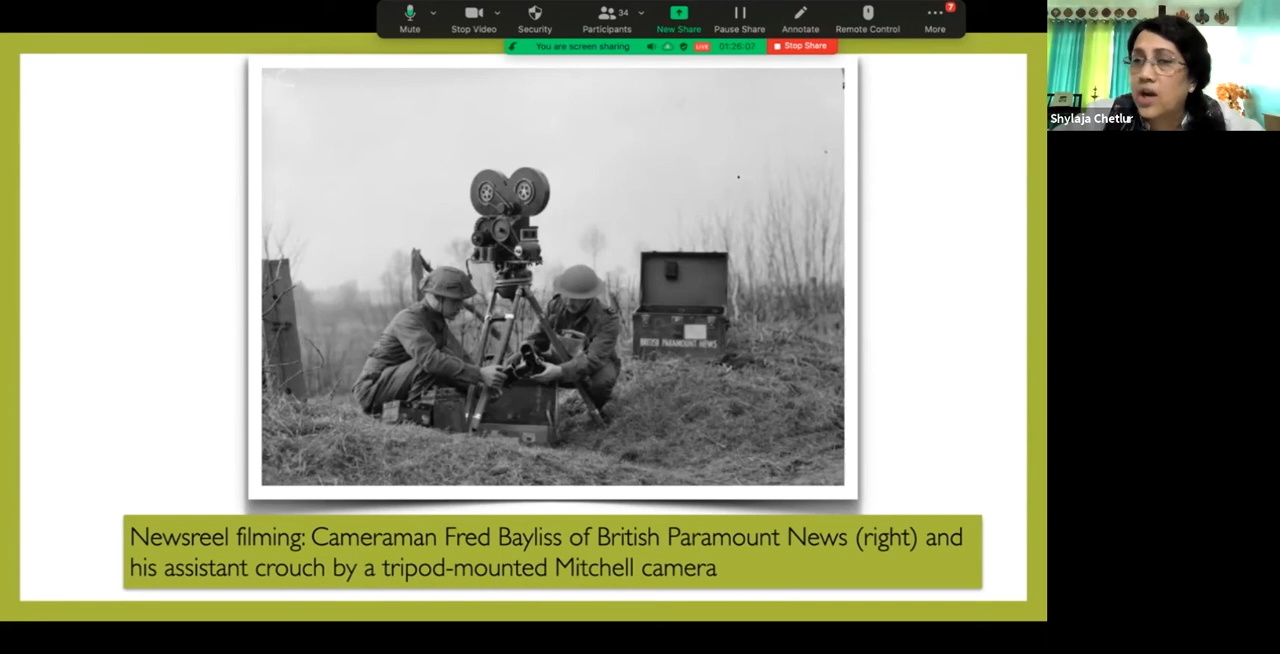 Mute
Stop Video
Security
Participants
34
New Share
Pause Share
Annotate
Remote Control
More
7
You are screen sharing
LIVE
01:26:07
Stop Share
Shylaja Chetlur
BRITISH PARAMOUNT NEWS
Newsreel filming: Cameraman Fred Bayliss of British Paramount News (right) and
his assistant crouch by a tripod-mounted Mitchell camera